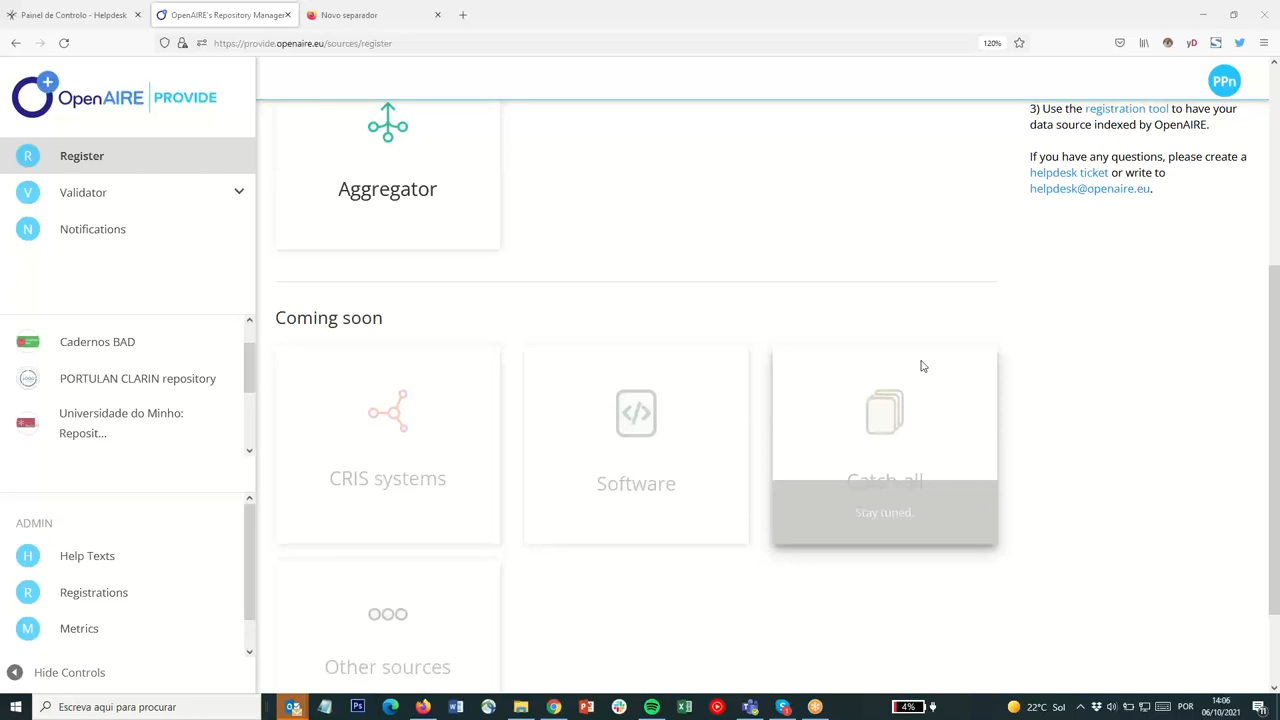 Painel de Controlo - Helpdesk
OpenAIRE's Repository Manager
Novo separador
https://provide.openaire.eu/sources/register
120%
yD
OpenAIRE PROVIDE
PPn
R Register
V Validator
N Notifications
Cadernos BAD
PORTULAN CLARIN repository
Universidade do Minho:
Reposit...
ADMIN
H Help Texts
R Registrations
M Metrics
Hide Controls
Aggregator
3) Use the registration tool to have your
data source indexed by OpenAIRE.
If you have any questions, please create a
helpdesk ticket or write to
helpdesk@openaire.eu.
Coming soon
CRIS systems
Software
Catch all
Stay tuned.
Other sources
Escreva aqui para procurar
4%
22°C Sol
POR
14:06
06/10/2021